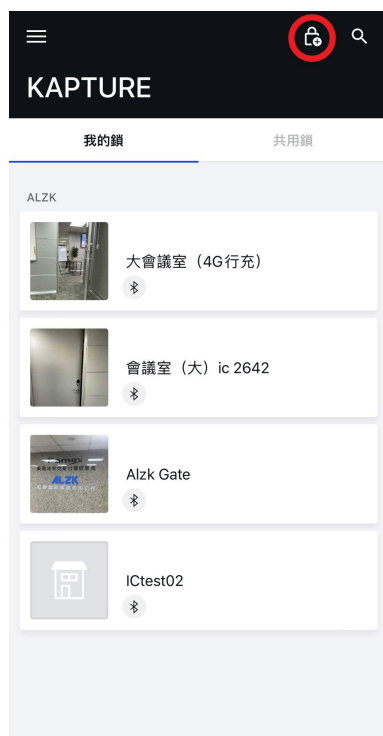 KAPTURE
我的鎖
共用鎖
ALZK
大會議室（4G行充）
會議室（大）ic 2642
ALZK
Alzk Gate
ICtest02